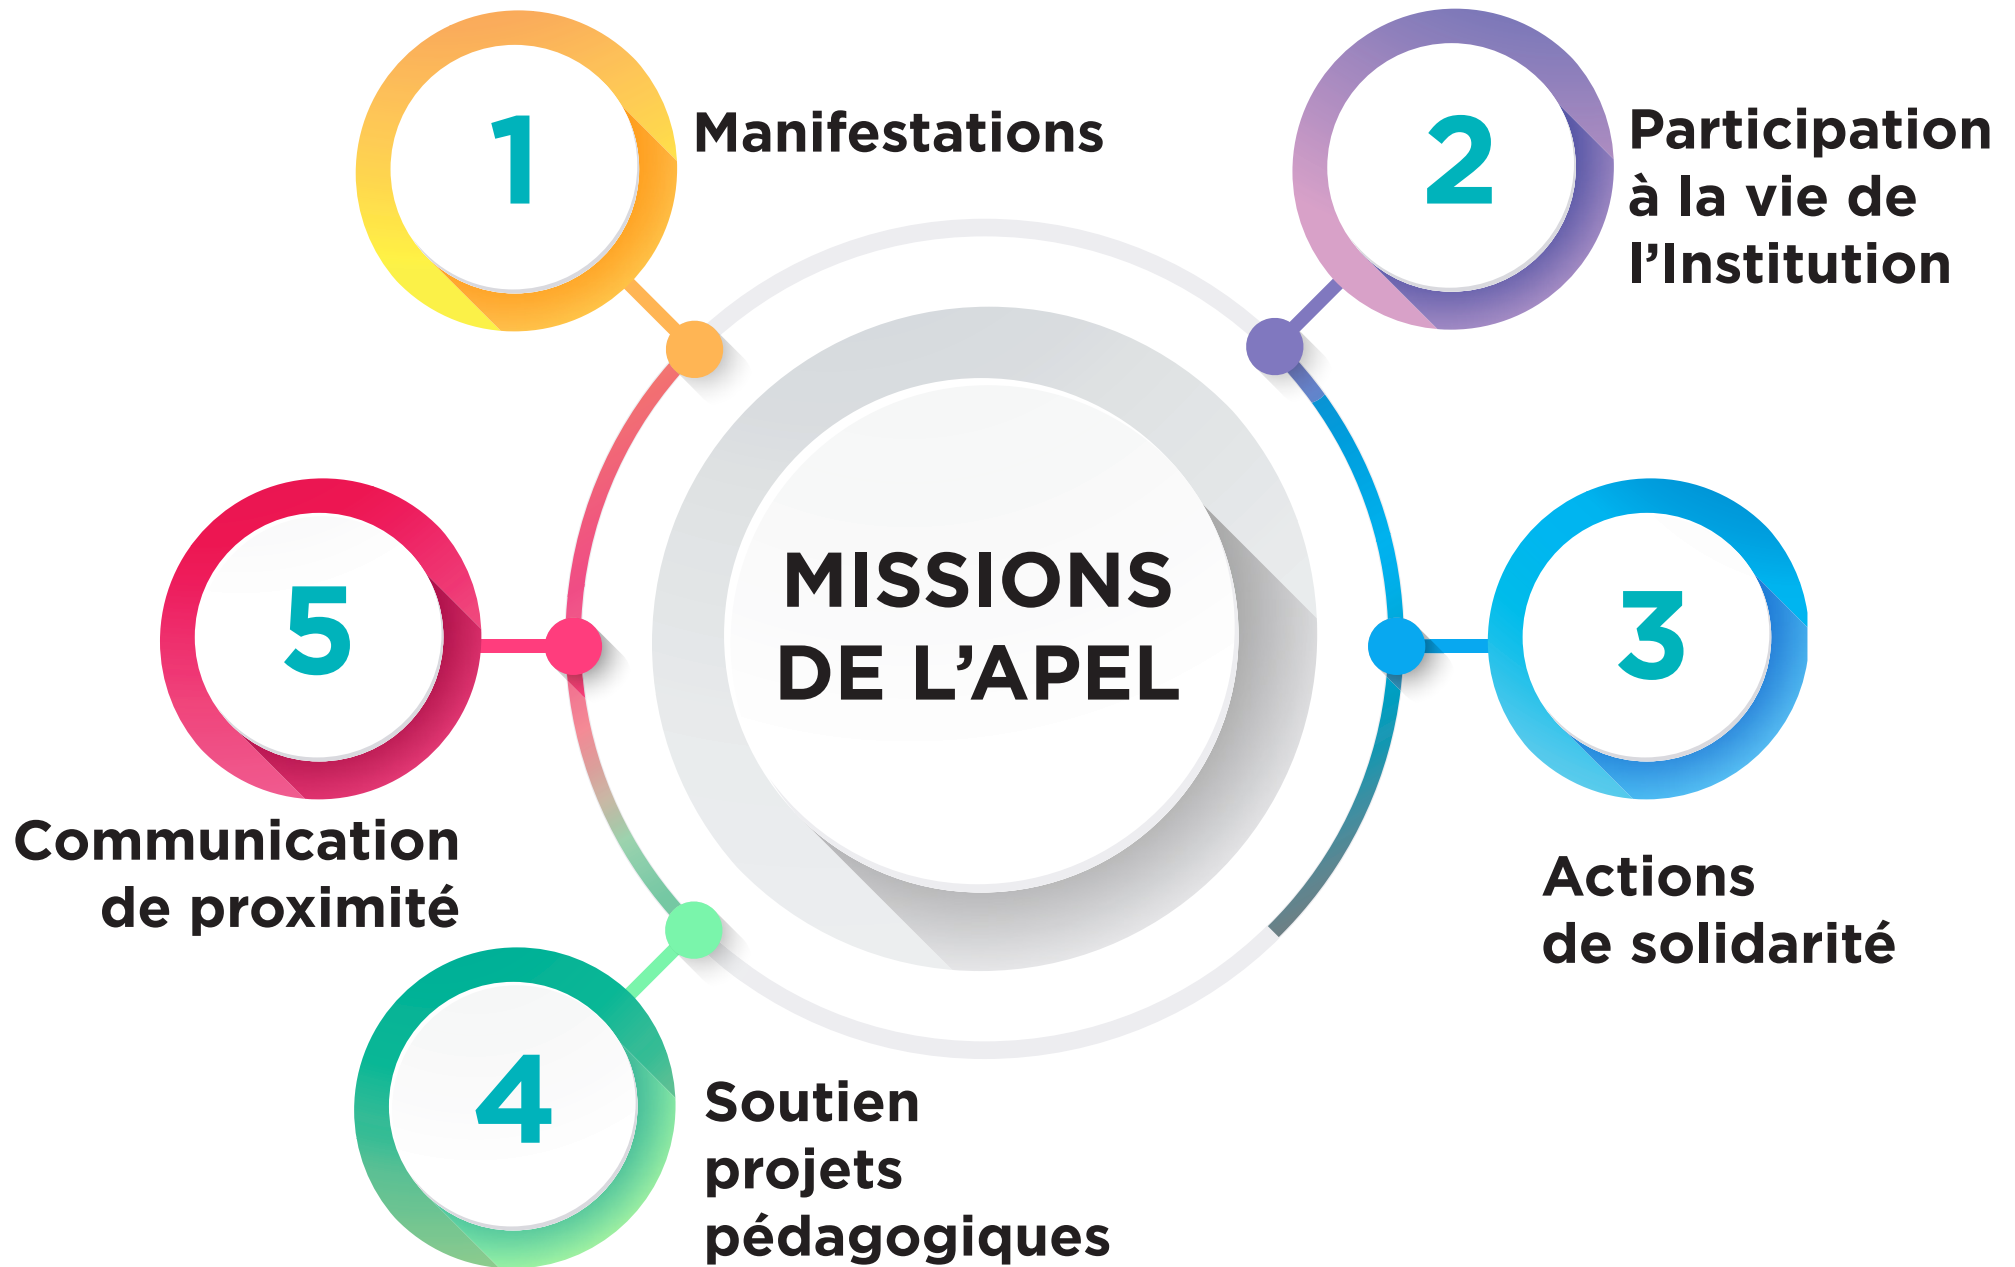 1
Manifestations
2
Participation
à la vie de
l’Institution
MISSIONS
DE L’APEL
3
Actions
de solidarité
4
Soutien
projets
pédagogiques
5
Communication
de proximité